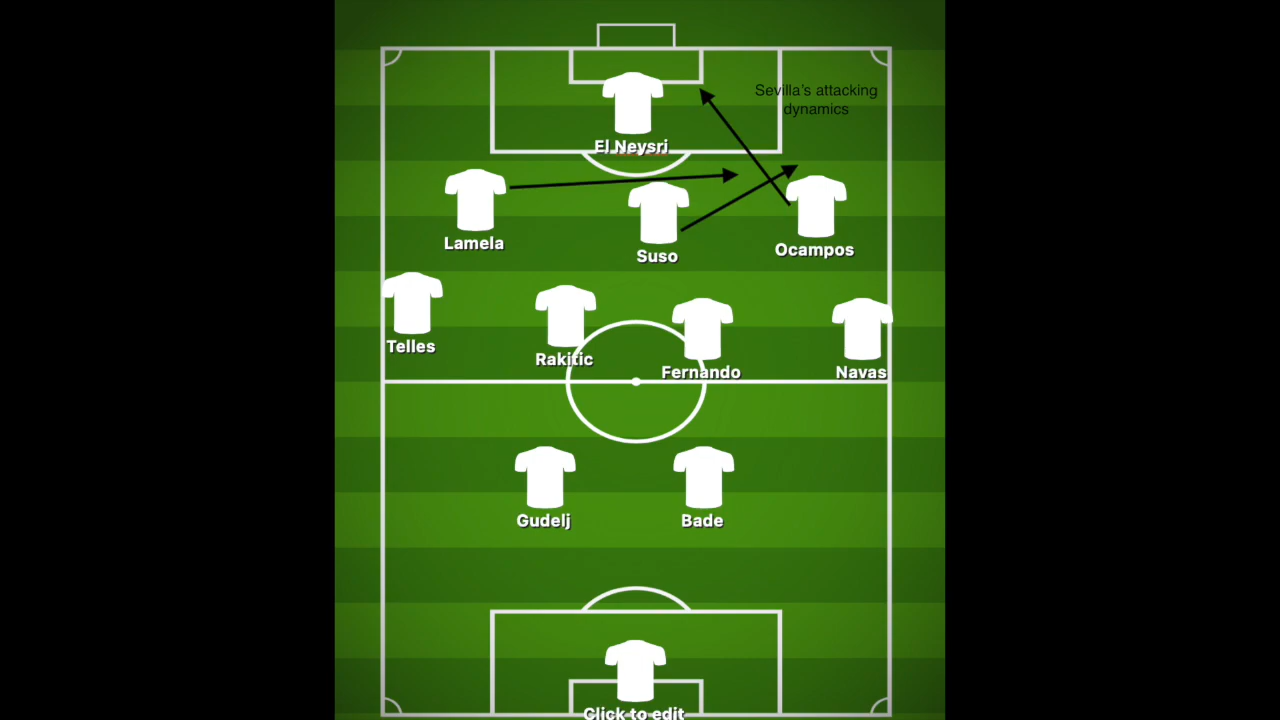 Sevilla's attacking
dynamics
El Neysri
Lamela
Suso
Ocampos
Telles
Rakitic
Fernando
Navas
Gudelj
Bade
Click to edit